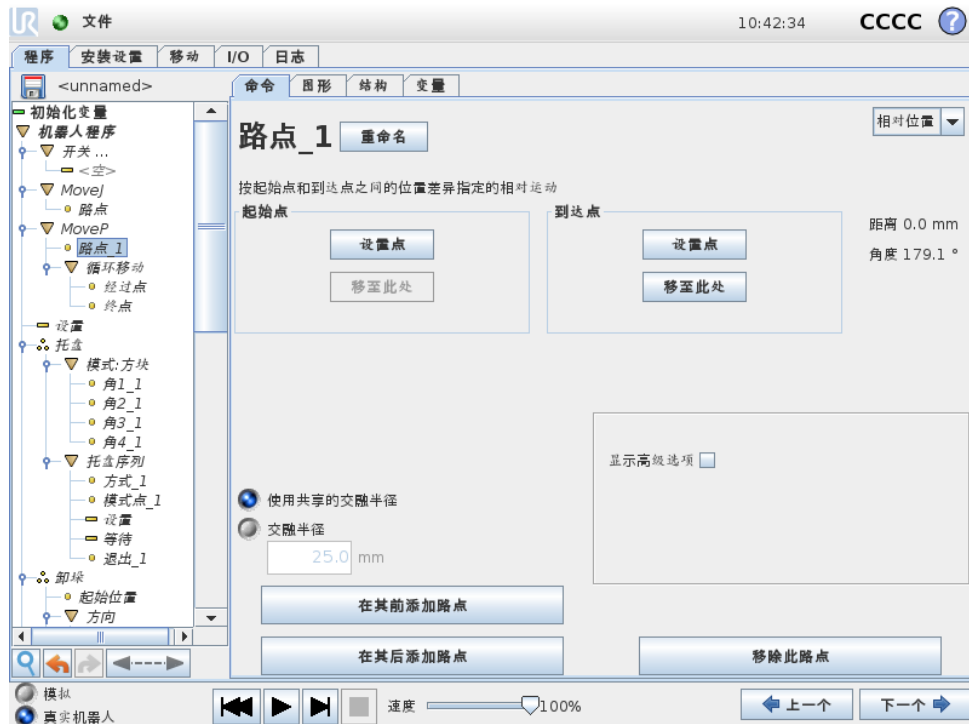 UR 文件 10:42:34 CCCC ?
程序 安装设置 移动 I/O 日志
<unnamed>
命令 图形 结构 变量
初始化变量
机器人程序
开关 ...
<空>
MoveJ
路点
MoveP
路点_1
循环移动
经过点
终点
设置
托盘
模式:方块
角1_1
角2_1
角3_1
角4_1
托盘序列
方式_1
模式点_1
设置
等待
退出_1
卸垛
起始位置
方向
路点_1 重命名
相对位置
按起始点和到达点之间的位置差异指定的相对运动
起始点
设置点
移至此处
到达点
设置点
移至此处
距离 0.0 mm
角度 179.1 °
显示高级选项
使用共享的交融半径
交融半径
25.0 mm
在其前添加路点
在其后添加路点
移除此路点
模拟
真实机器人
速度 100%
上一个 下一个